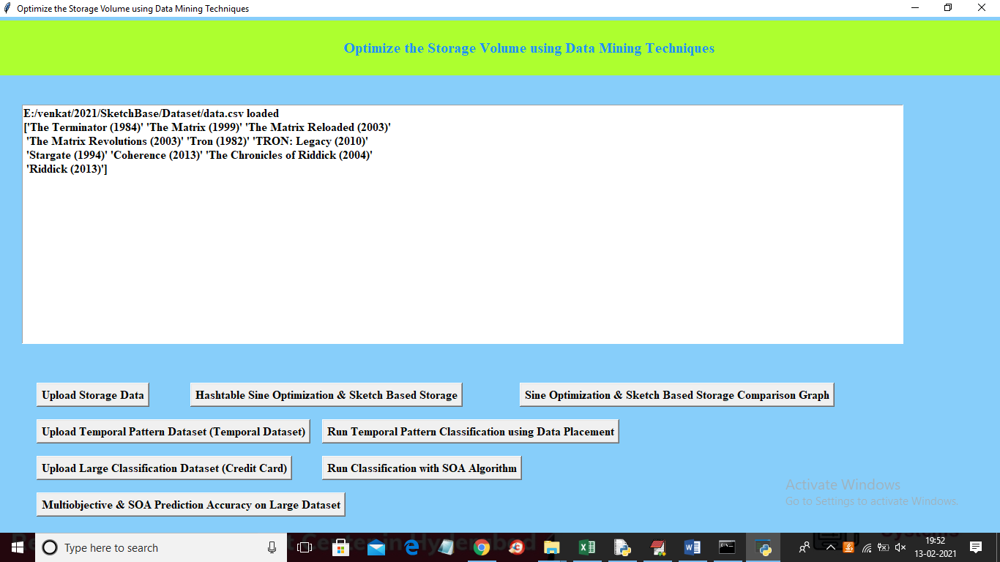 Optimize the Storage Volume using Data Mining Techniques
Optimize the Storage Volume using Data Mining Techniques
E:/venkat/2021/SketchBase/Dataset/data.csv loaded
['The Terminator (1984)' 'The Matrix (1999)' 'The Matrix Reloaded (2003)'
'The Matrix Revolutions (2003)' 'Tron (1982)' 'TRON: Legacy (2010)'
'Stargate (1994)' 'Coherence (2013)' 'The Chronicles of Riddick (2004)'
'Riddick (2013)']
Upload Storage Data
Hashtable Sine Optimization & Sketch Based Storage
Sine Optimization & Sketch Based Storage Comparison Graph
Upload Temporal Pattern Dataset (Temporal Dataset)
Run Temporal Pattern Classification using Data Placement
Upload Large Classification Dataset (Credit Card)
Run Classification with SOA Algorithm
Multiobjective & SOA Prediction Accuracy on Large Dataset
Activate Windows
Go to Settings to activate Windows.
Type here to search
Center in Hyderabad
Systems
19:52
13-02-2021